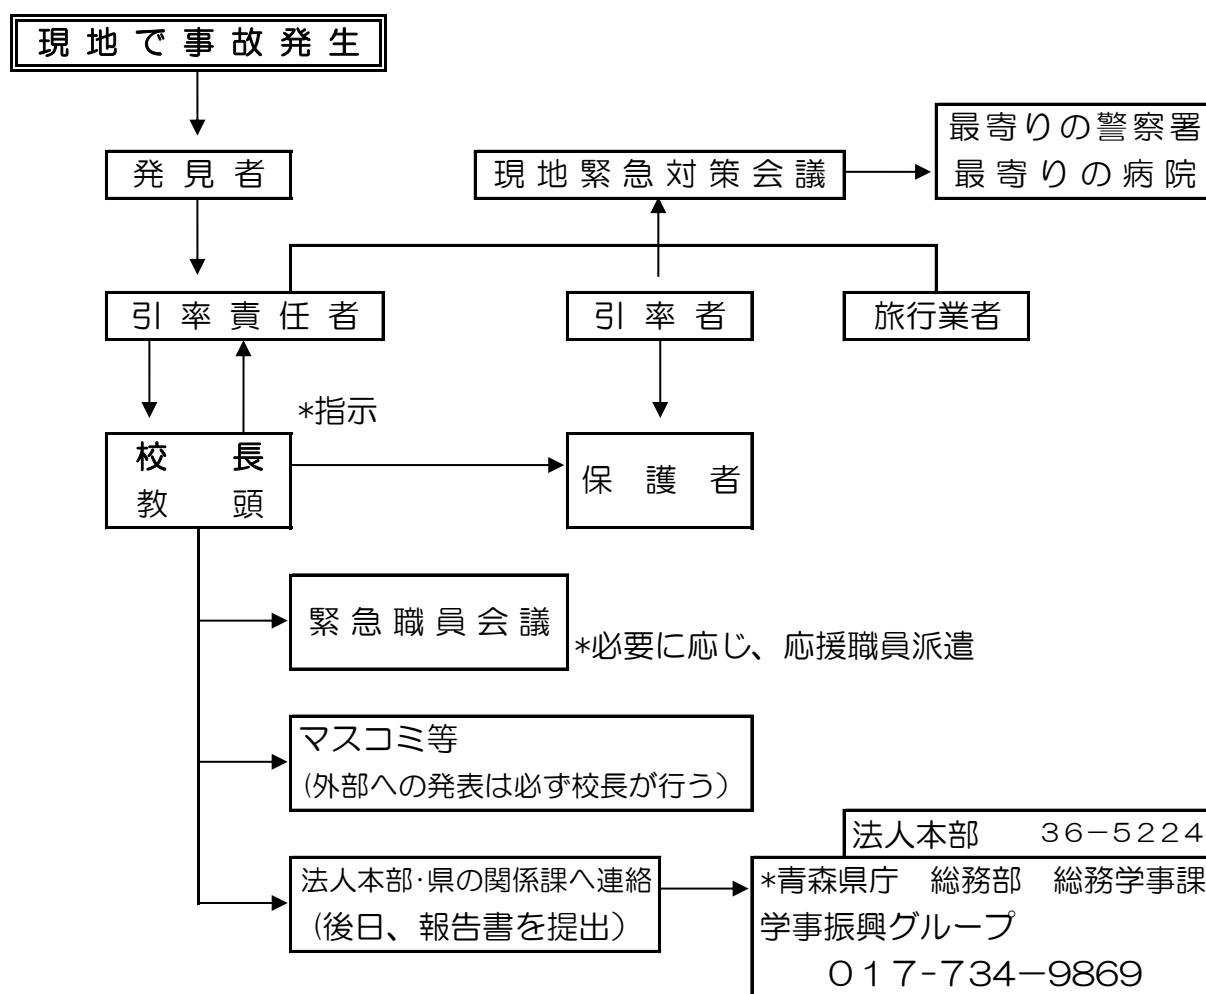 現地で事故発生
最寄りの警察署
最寄りの病院
発見者
現地緊急対策会議
引率責任者
引率者
旅行業者
*指示
校　長
教　頭
保護者
緊急職員会議
*必要に応じ、応援職員派遣
マスコミ等
(外部への発表は必ず校長が行う）
法人本部　３６－５２２４
法人本部･県の関係課へ連絡
（後日、報告書を提出）
*青森県庁　総務部　総務学事課
学事振興グループ
０１７-734－9869